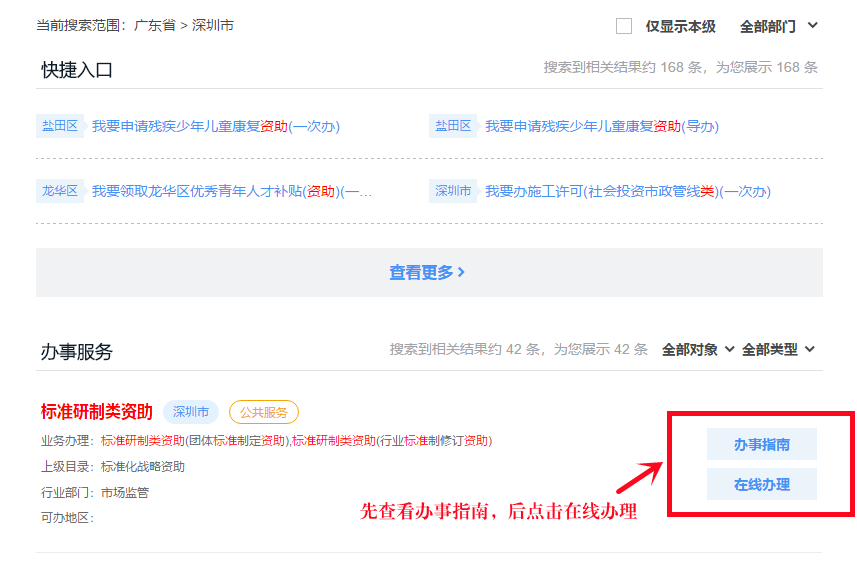 当前搜索范围：广东省 > 深圳市
仅显示本级 全部部门
快捷入口
搜索到相关结果约 168 条，为您展示 168 条
盐田区 我要申请残疾少年儿童康复资助(一次办)
盐田区 我要申请残疾少年儿童康复资助(导办)
龙华区 我要领取龙华区优秀青年人才补贴(资助)(一...
深圳市 我要办施工许可(社会投资市政管线类)(一次办)
查看更多
办事服务
搜索到相关结果约 42 条，为您展示 42 条 全部对象 全部类型
标准研制类资助 深圳市 公共服务
业务办理：标准研制类资助(团体标准制定资助),标准研制类资助(行业标准制修订资助)
上级目录：标准化战略资助
行业部门：市场监管
可办地区：
办事指南
在线办理
先查看办事指南，后点击在线办理